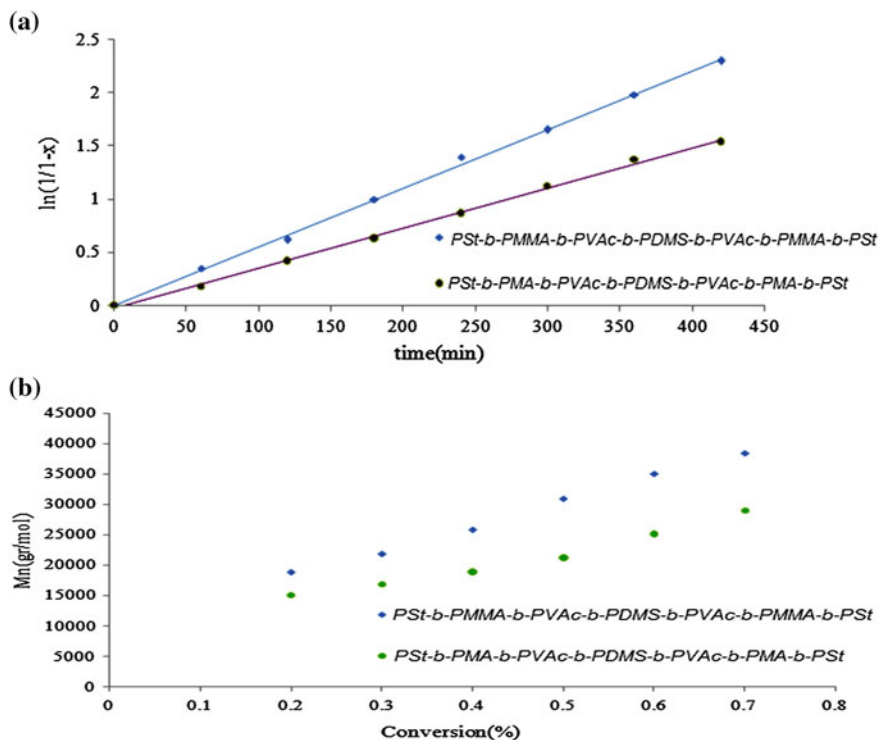 (a)
2.5
2
1.5
1
0.5
0
ln(1/1-x)
PSt-b-PMMA-b-PVAc-b-PDMS-b-PVAc-b-PMMA-b-PSt
PSt-b-PMA-b-PVAc-b-PDMS-b-PVAc-b-PMA-b-PSt
0 50 100 150 200 250 300 350 400 450
time(min)
(b)
45000
40000
35000
30000
25000
20000
15000
10000
5000
0
Mn(gr/mol)
PSt-b-PMMA-b-PVAc-b-PDMS-b-PVAc-b-PMMA-b-PSt
PSt-b-PMA-b-PVAc-b-PDMS-b-PVAc-b-PMA-b-PSt
0 0.1 0.2 0.3 0.4 0.5 0.6 0.7 0.8
Conversion(%)